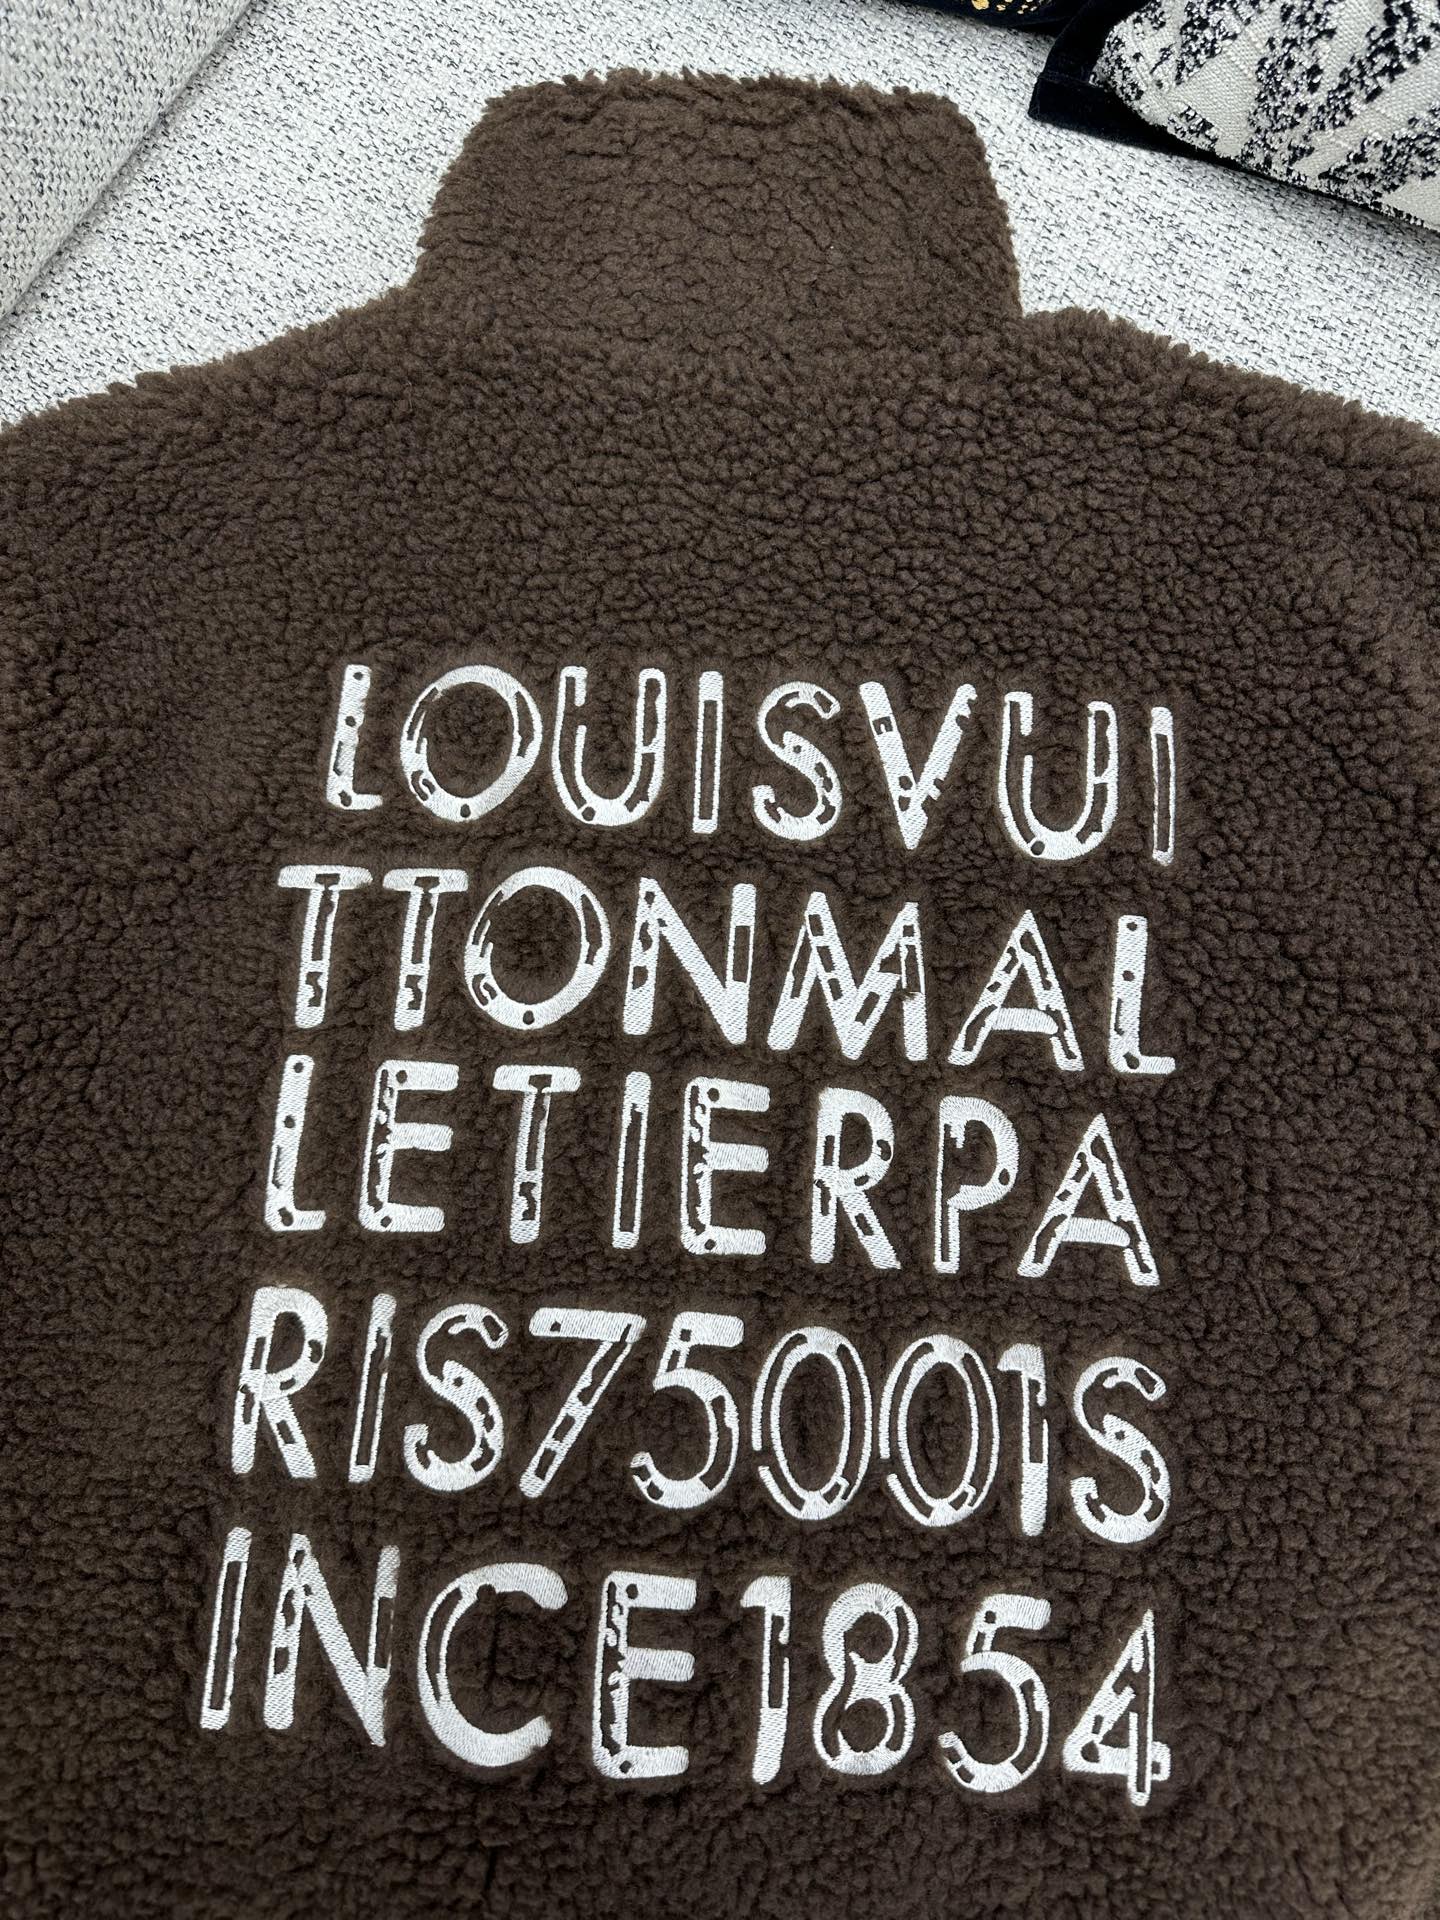 LOUISVUI
TTONMAL
LETIERPA
RIS75001S
INCE1854